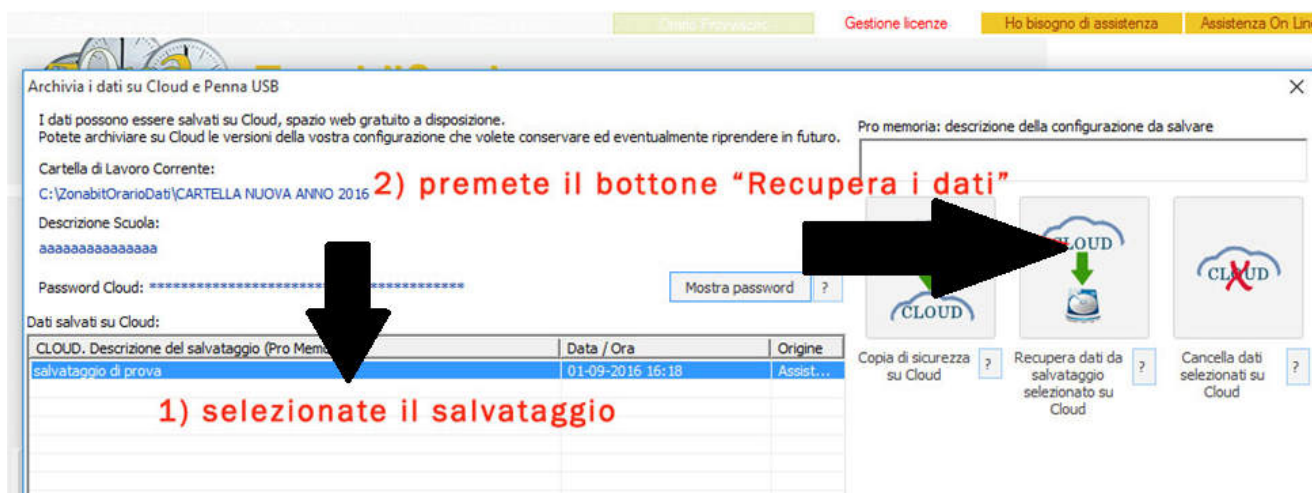 Gestione licenze
Ho bisogno di assistenza
Assistenza On Lin
Archivia i dati su Cloud e Penna USB
I dati possono essere salvati su Cloud, spazio web gratuito a disposizione.
Potete archiviare su Cloud le versioni della vostra configurazione che volete conservare ed eventualmente riprendere in futuro.
Pro memoria: descrizione della configurazione da salvare
Cartella di Lavoro Corrente:
C:\ZonabitOrarioDati\CARTELLA NUOVA ANNO 2016
2) premete il bottone “Recupera i dati”
Descrizione Scuola:
aaaaaaaaaaaaaaa
CLOUD
CLOUD
CLOUD
Password Cloud: ****************************************
Mostra password
?
Dati salvati su Cloud:
CLOUD. Descrizione del salvataggio (Pro Mem
Data / Ora
Origine
salvataggio di prova
01-09-2016 16:18
Assist...
1) selezionate il salvataggio
Copia di sicurezza
su Cloud
?
Recupera dati da
salvataggio
selezionato su
Cloud
?
Cancella dati
selezionati su
Cloud
?